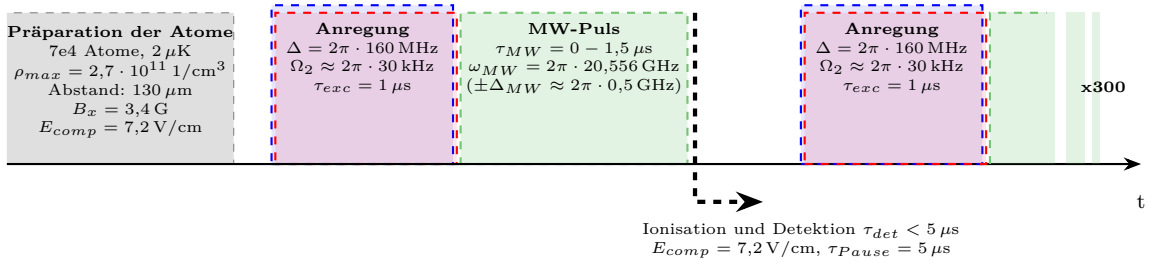 Präparation der Atome
7e4 Atome, 2 μK
ρ_max = 2,7 · 10^11 1/cm^3
Abstand: 130 μm
B_x = 3,4 G
E_comp = 7,2 V/cm
Anregung
Δ = 2π · 160 MHz
Ω_2 ≈ 2π · 30 kHz
τ_exc = 1 μs
MW-Puls
τ_MW = 0 − 1,5 μs
ω_MW = 2π · 20,556 GHz
(±Δ_MW ≈ 2π · 0,5 GHz)
Anregung
Δ = 2π · 160 MHz
Ω_2 ≈ 2π · 30 kHz
τ_exc = 1 μs
x300
t
Ionisation und Detektion τ_det < 5 μs
E_comp = 7,2 V/cm, τ_Pause = 5 μs